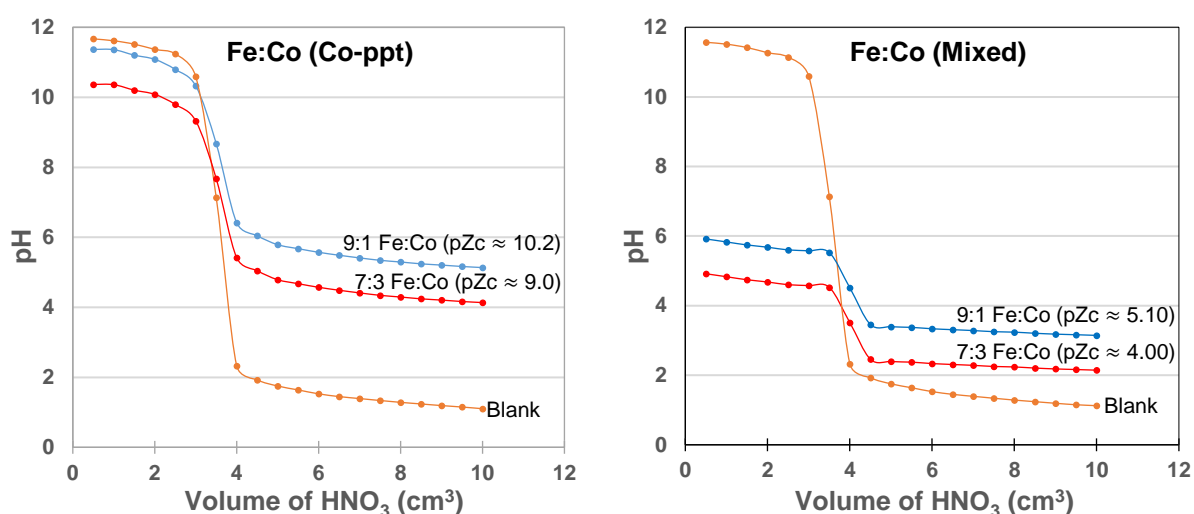 Fe:Co (Co-ppt)
12
10
8
6
4
2
0
pH
9:1 Fe:Co (pZc ≈ 10.2)
7:3 Fe:Co (pZc ≈ 9.0)
Blank
0 2 4 6 8 10 12
Volume of HNO₃ (cm³)
Fe:Co (Mixed)
12
10
8
6
4
2
0
pH
9:1 Fe:Co (pZc ≈ 5.10)
7:3 Fe:Co (pZc ≈ 4.00)
Blank
0 2 4 6 8 10 12
Volume of HNO₃ (cm³)